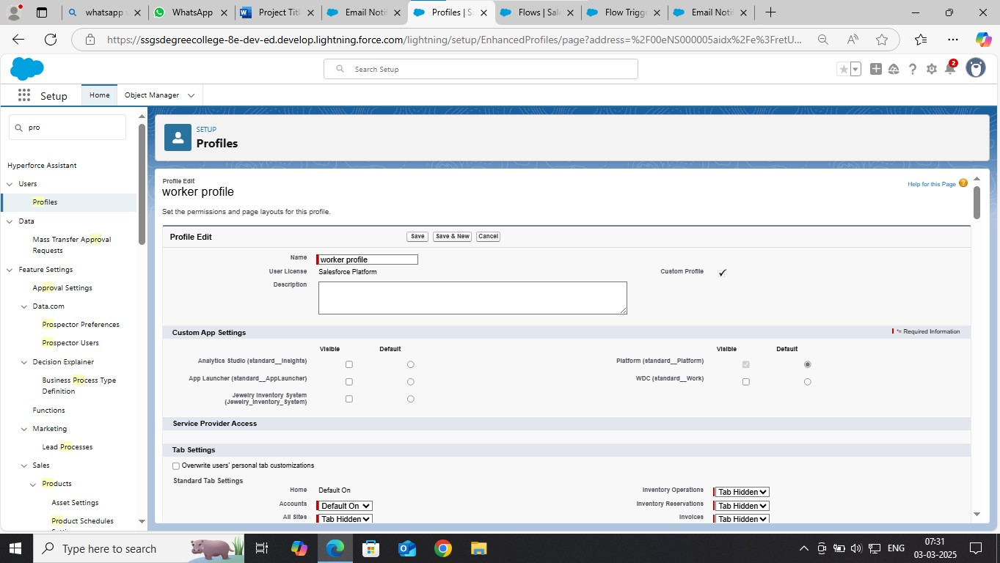 whatsapp
WhatsApp
Project Titl
Email Notif
Profiles | Sa
Flows | Sale
Flow Trigge
Email Notif
https://ssgsdegreecollege-8e-dev-ed.develop.lightning.force.com/lightning/setup/EnhancedProfiles/page?address=%2F00eNS000005aidx%2Fe%3FretU...
Search Setup
2
Setup
Home
Object Manager
pro
SETUP
Profiles
Hyperforce Assistant
Users
Profiles
Data
Mass Transfer Approval
Requests
Feature Settings
Approval Settings
Data.com
Prospector Preferences
Prospector Users
Decision Explainer
Business Process Type
Definition
Functions
Marketing
Lead Processes
Sales
Products
Asset Settings
Product Schedules
Profile Edit
worker profile
Help for this Page
Set the permissions and page layouts for this profile.
Profile Edit
Save
Save & New
Cancel
Name worker profile
User License Salesforce Platform
Custom Profile
Description
Custom App Settings
= Required Information
Visible Default Visible Default
Analytics Studio (standard__Insights)
Platform (standard__Platform)
App Launcher (standard__AppLauncher)
WDC (standard__Work)
Jewelry Inventory System
(Jewelry_Inventory_System)
Service Provider Access
Tab Settings
Overwrite users' personal tab customizations
Standard Tab Settings
Home Default On
Inventory Operations Tab Hidden
Accounts Default On
Inventory Reservations Tab Hidden
All Sites Tab Hidden
Invoices Tab Hidden
Type here to search
ENG
07:31
03-03-2025